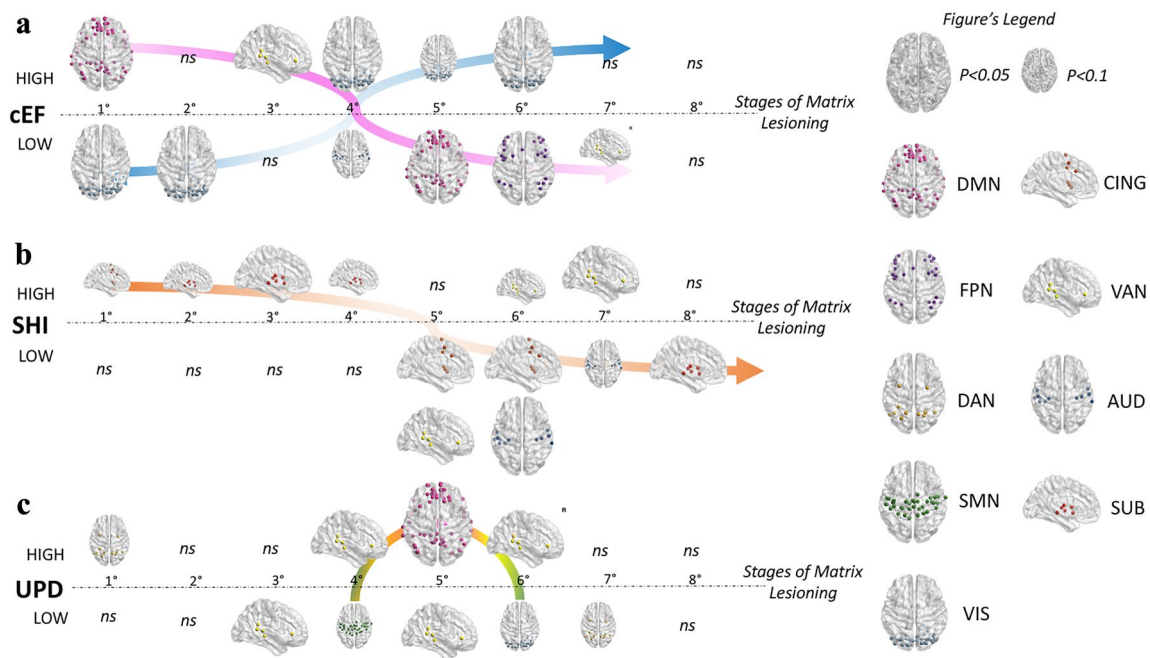 a
HIGH
ns
ns
ns
cEF
1° 2° 3° 4° 5° 6° 7° 8°
Stages of Matrix
Lesioning
LOW
ns
ns
R
b
HIGH
ns
ns
SHI
1° 2° 3° 4° 5° 6° 7° 8°
Stages of Matrix
Lesioning
LOW
ns
ns
ns
ns
c
HIGH
ns
ns
R
ns
ns
UPD
1° 2° 3° 4° 5° 6° 7° 8°
Stages of Matrix
Lesioning
LOW
ns
ns
ns
Figure's Legend
P<0.05
P<0.1
DMN
CING
FPN
VAN
DAN
AUD
SMN
SUB
VIS